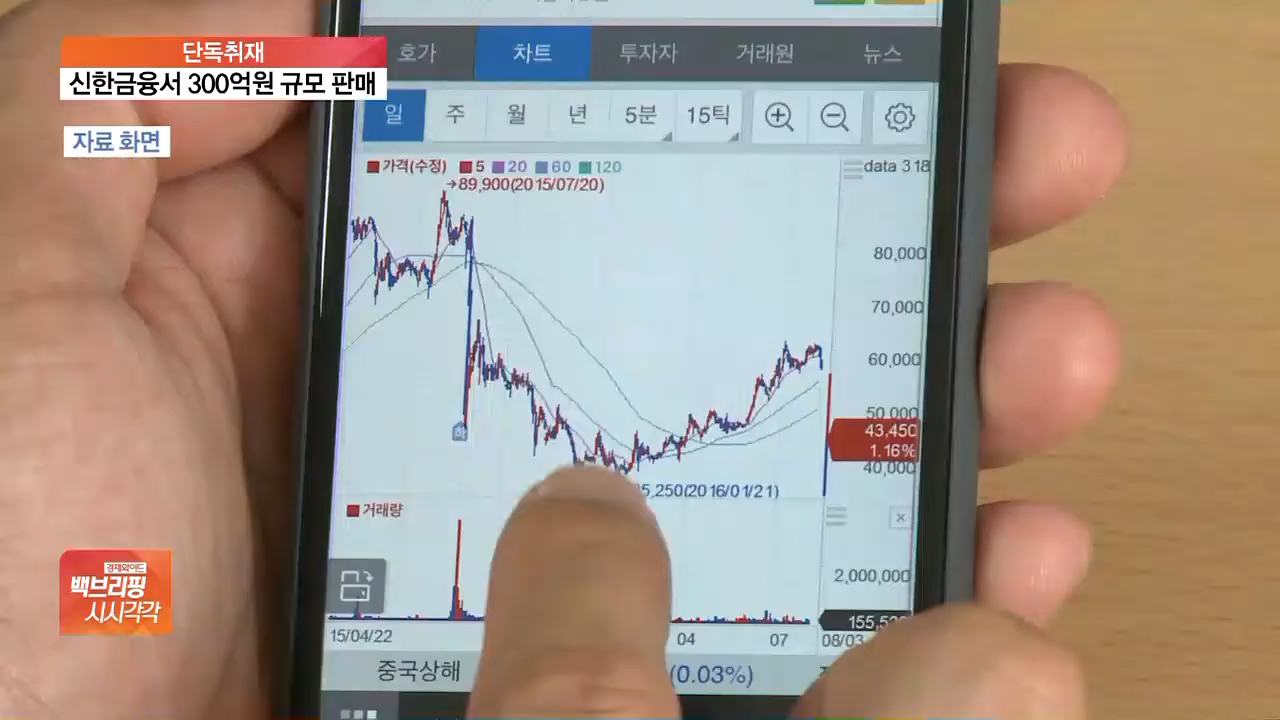 단독취재
신한금융서 300억원 규모 판매
자료 화면
호가 차트 투자자 거래원 뉴스
일 주 월 년 5분 15틱
가격(수정) 5 20 60 120
data 318
89,900(2015/07/20)
80,000
70,000
60,000
50,000
43,450
1.16%
40,000
5,250(2016/01/21)
거래량
2,000,000
155,53
15/04/22 04 07 08/03
중국상해 (0.03%)
경제와이드
백브리핑
시시각각